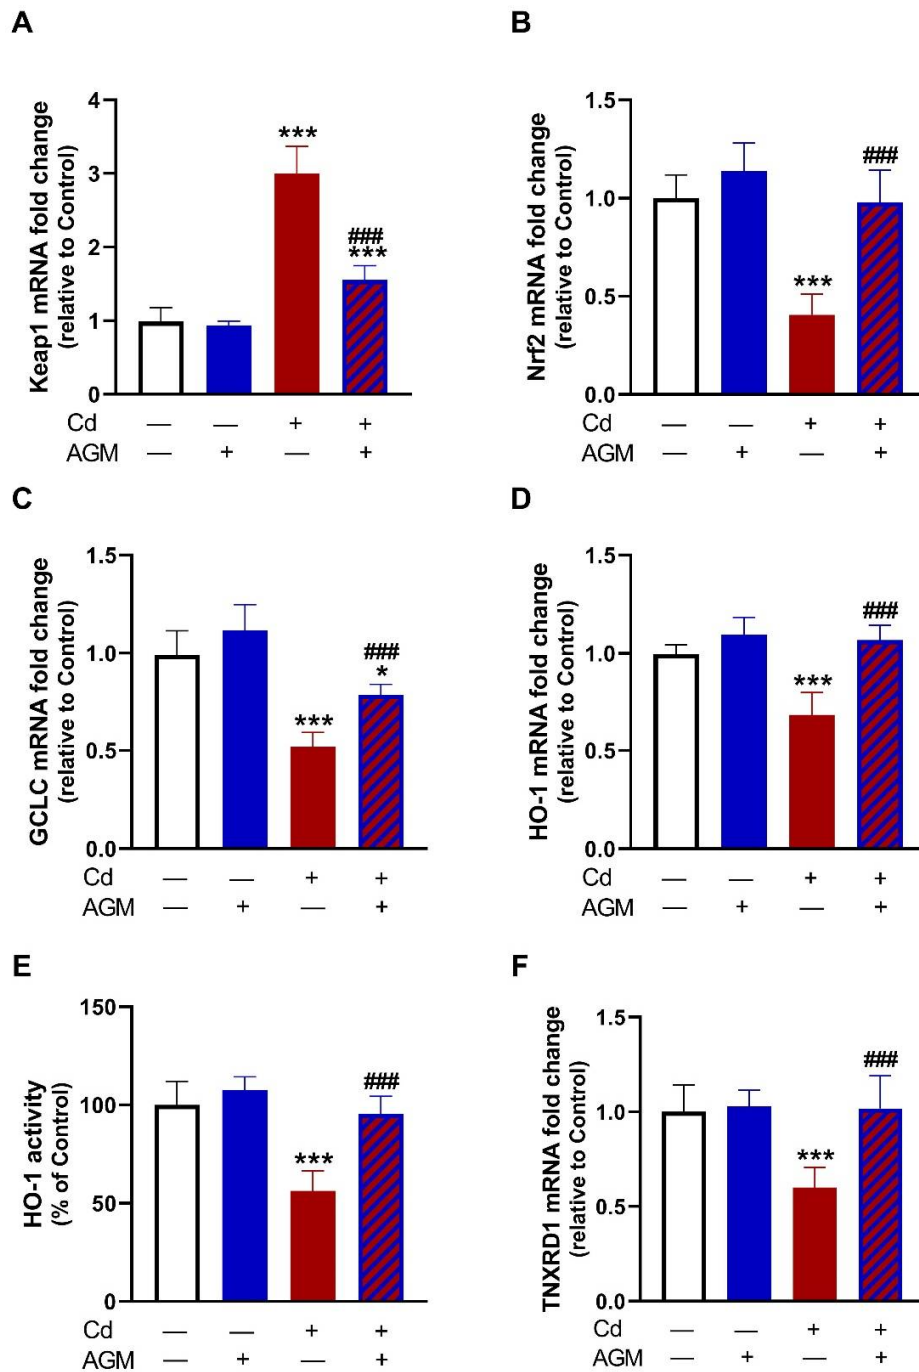 A
Keap1 mRNA fold change
(relative to Control)
4
3
2
1
0
***
###
***
Cd — — + +
AGM — + — +
B
Nrf2 mRNA fold change
(relative to Control)
1.5
1.0
0.5
0.0
***
###
Cd — — + +
AGM — + — +
C
GCLC mRNA fold change
(relative to Control)
1.5
1.0
0.5
0.0
***
###
*
Cd — — + +
AGM — + — +
D
HO-1 mRNA fold change
(relative to Control)
1.5
1.0
0.5
0.0
***
###
Cd — — + +
AGM — + — +
E
HO-1 activity
(% of Control)
150
100
50
0
***
###
Cd — — + +
AGM — + — +
F
TNXRD1 mRNA fold change
(relative to Control)
1.5
1.0
0.5
0.0
***
###
Cd — — + +
AGM — + — +